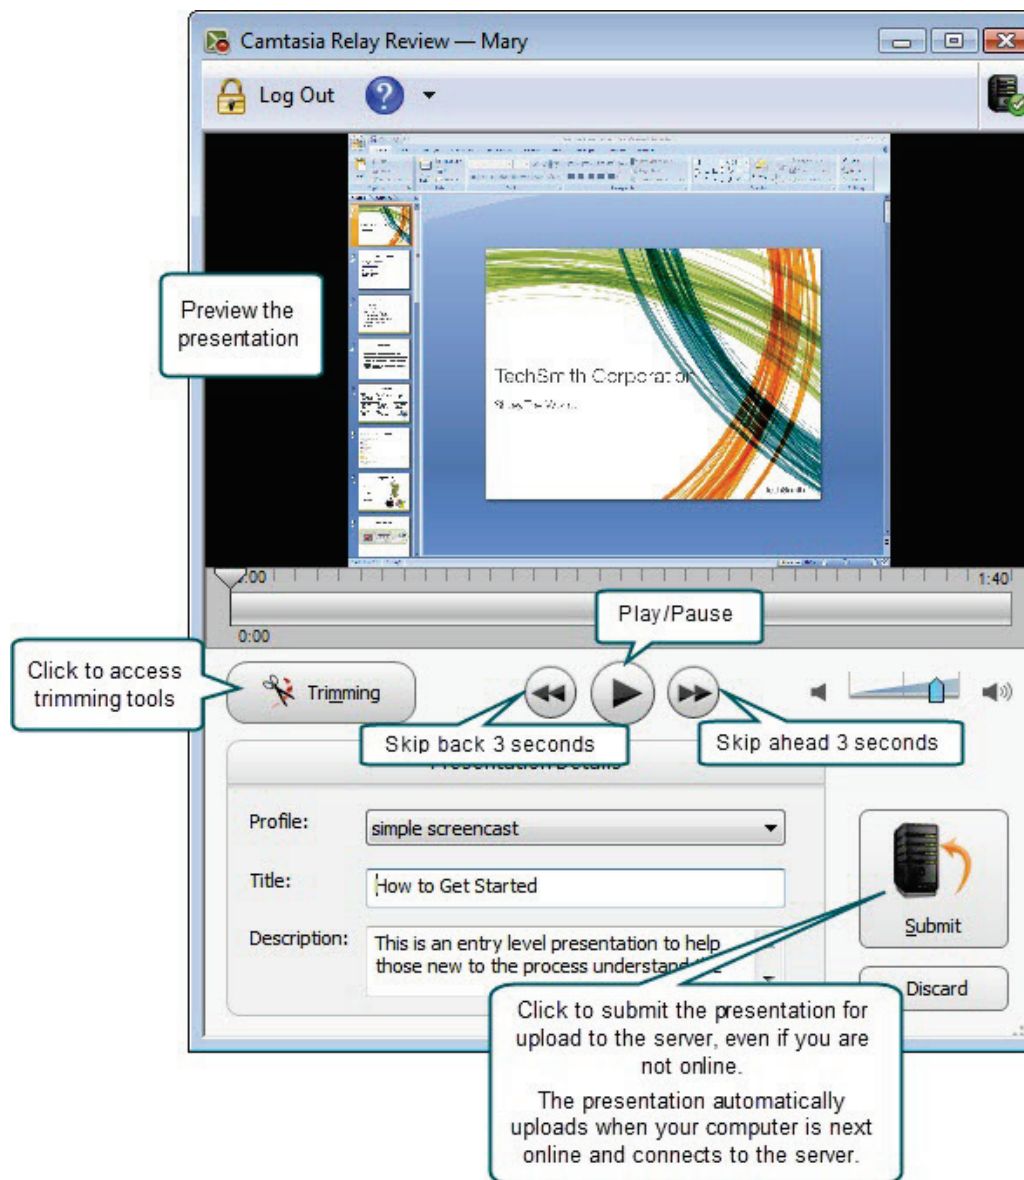 Camtasia Relay Review — Mary
Log Out
Preview the
presentation
TechSmith Corporation
TechSmith
:00
1:40
0:00
Play/Pause
Click to access
trimming tools
Trimming
Skip back 3 seconds
Skip ahead 3 seconds
Presentation Details
Profile:
simple screencast
Title:
How to Get Started
Description:
This is an entry level presentation to help
those new to the process understand
Submit
Discard
Click to submit the presentation for
upload to the server, even if you are
not online.
The presentation automatically
uploads when your computer is next
online and connects to the server.